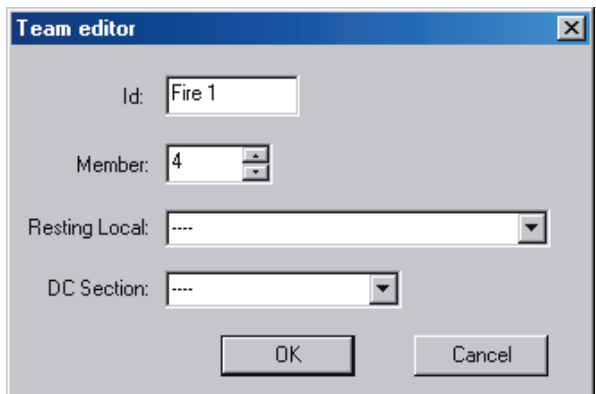 Team editor
Id: Fire 1
Member: 4
Resting Local: ----
DC Section: ----
OK Cancel